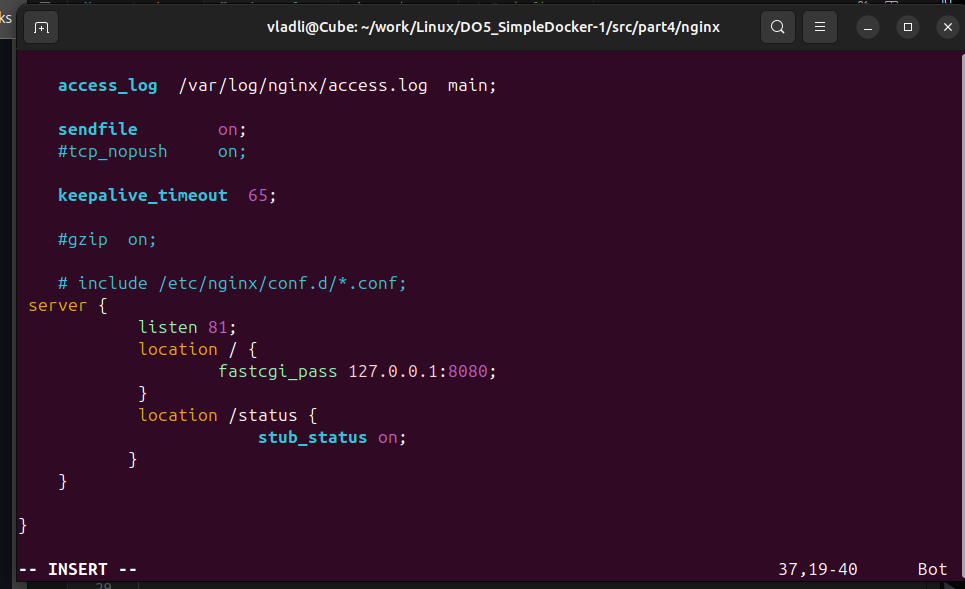 vladli@Cube: ~/work/Linux/DO5_SimpleDocker-1/src/part4/nginx
access_log  /var/log/nginx/access.log  main;
sendfile        on;
#tcp_nopush     on;
keepalive_timeout  65;
#gzip  on;
# include /etc/nginx/conf.d/*.conf;
server {
listen 81;
location / {
fastcgi_pass 127.0.0.1:8080;
}
location /status {
stub_status on;
}
}
}
-- INSERT --                37,19-40      Bot